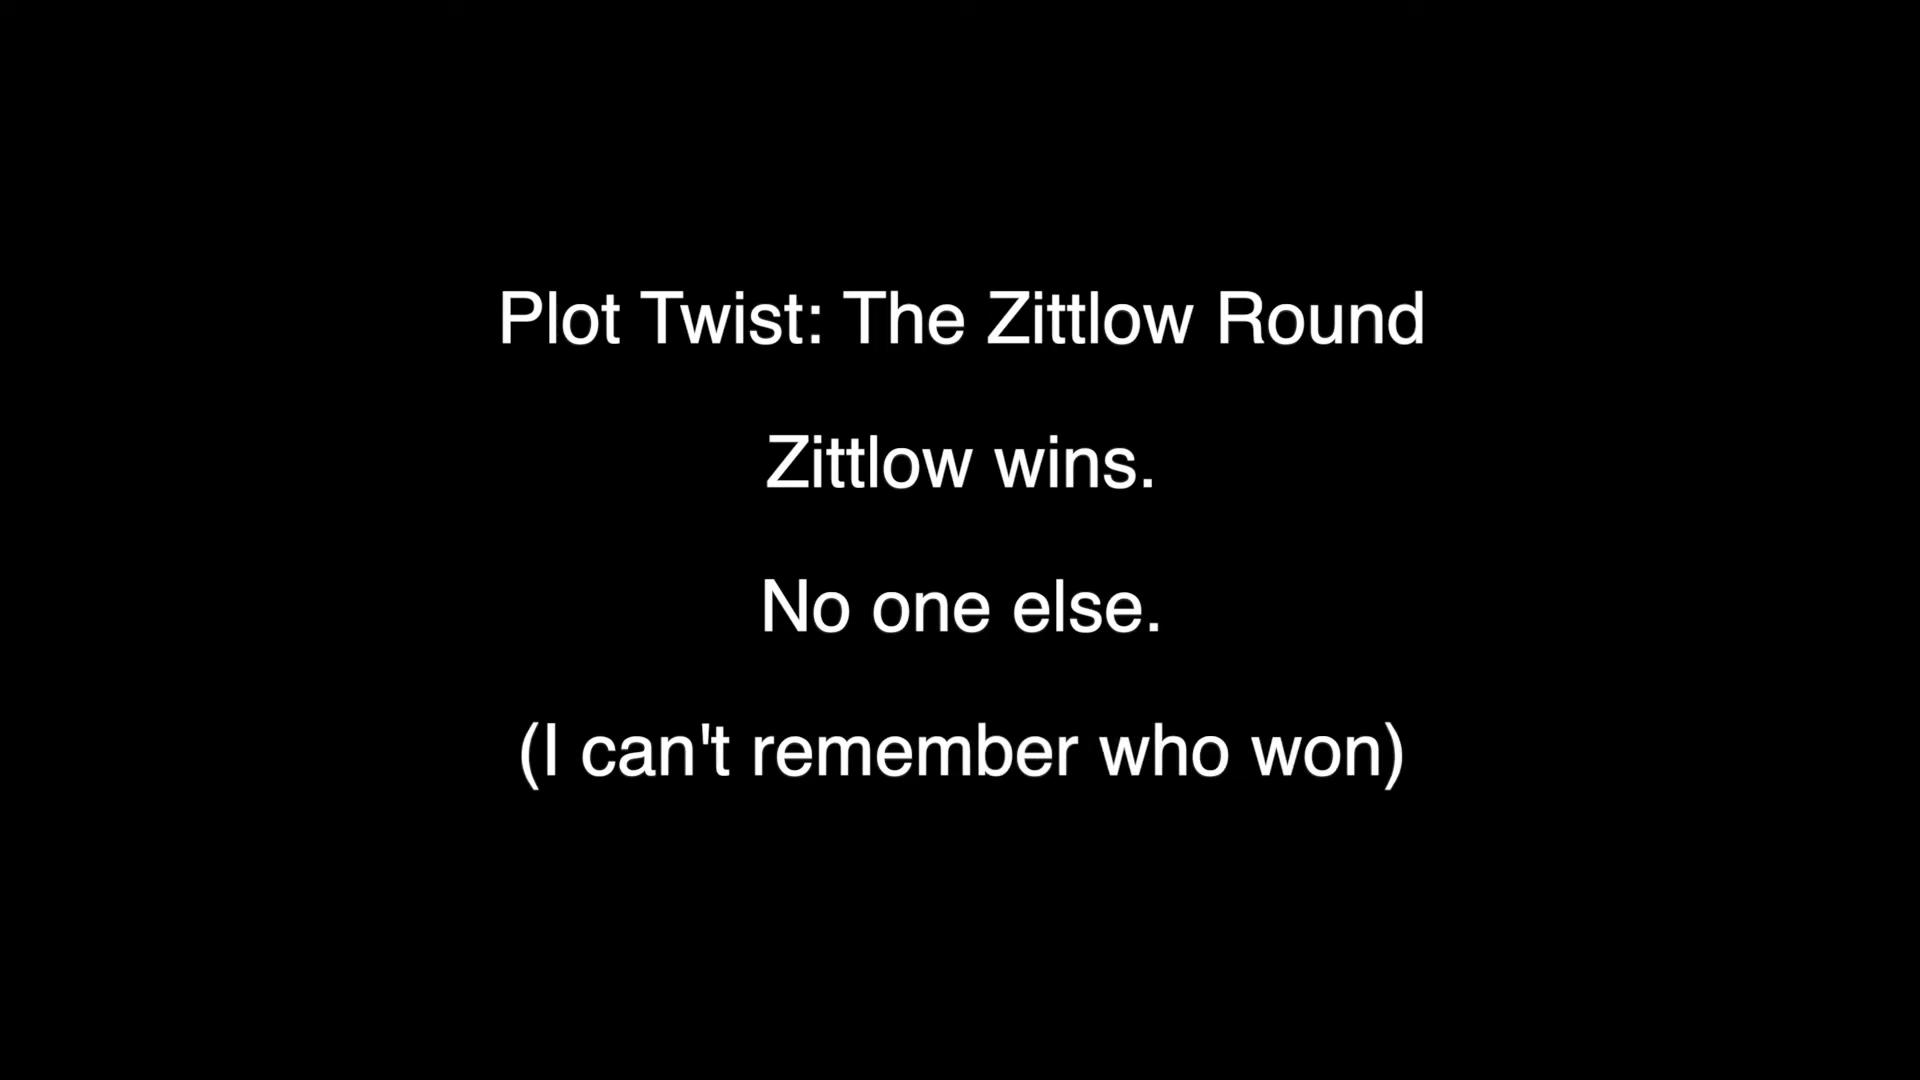 Plot Twist: The Zittlow Round
Zittlow wins.
No one else.
(I can't remember who won)